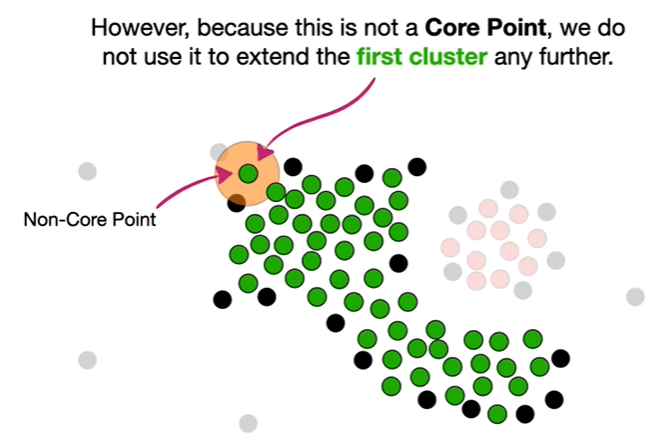 However, because this is not a Core Point, we do
not use it to extend the first cluster any further.
Non-Core Point